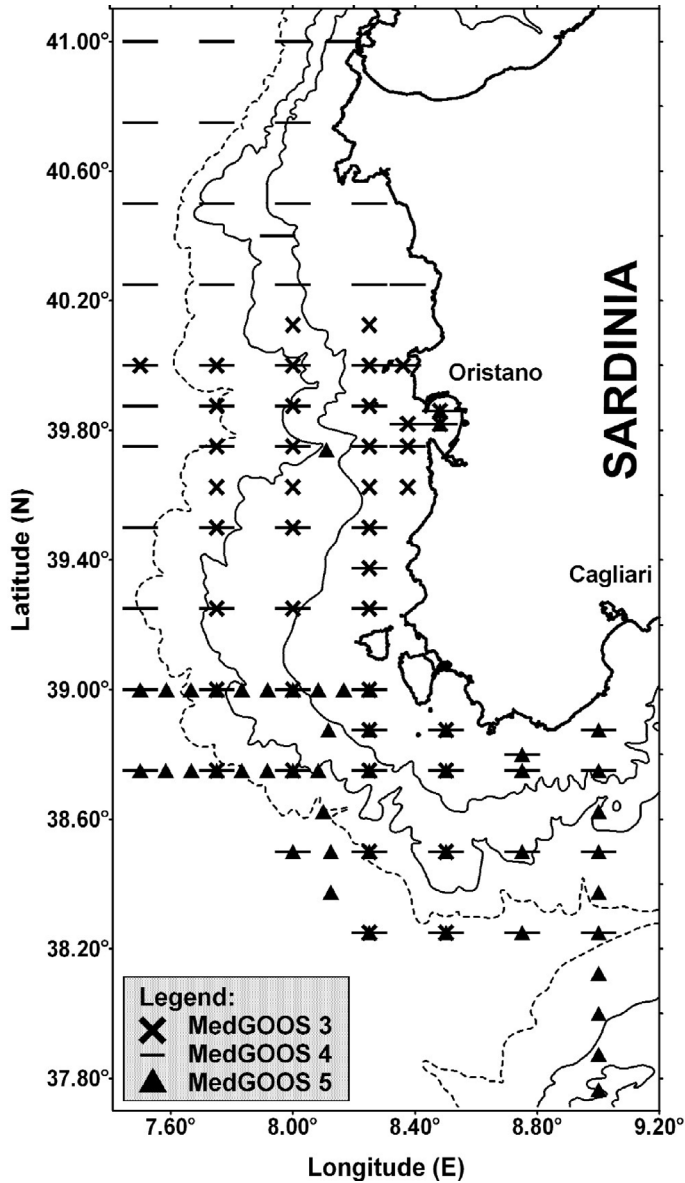 41.00°
40.60°
40.20°
39.80°
39.40°
39.00°
38.60°
38.20°
37.80°
Latitude (N)
Oristano
SARDINIA
Cagliari
Legend:
MedGOOS 3
MedGOOS 4
MedGOOS 5
7.60°
8.00°
8.40°
8.80°
9.20°
Longitude (E)